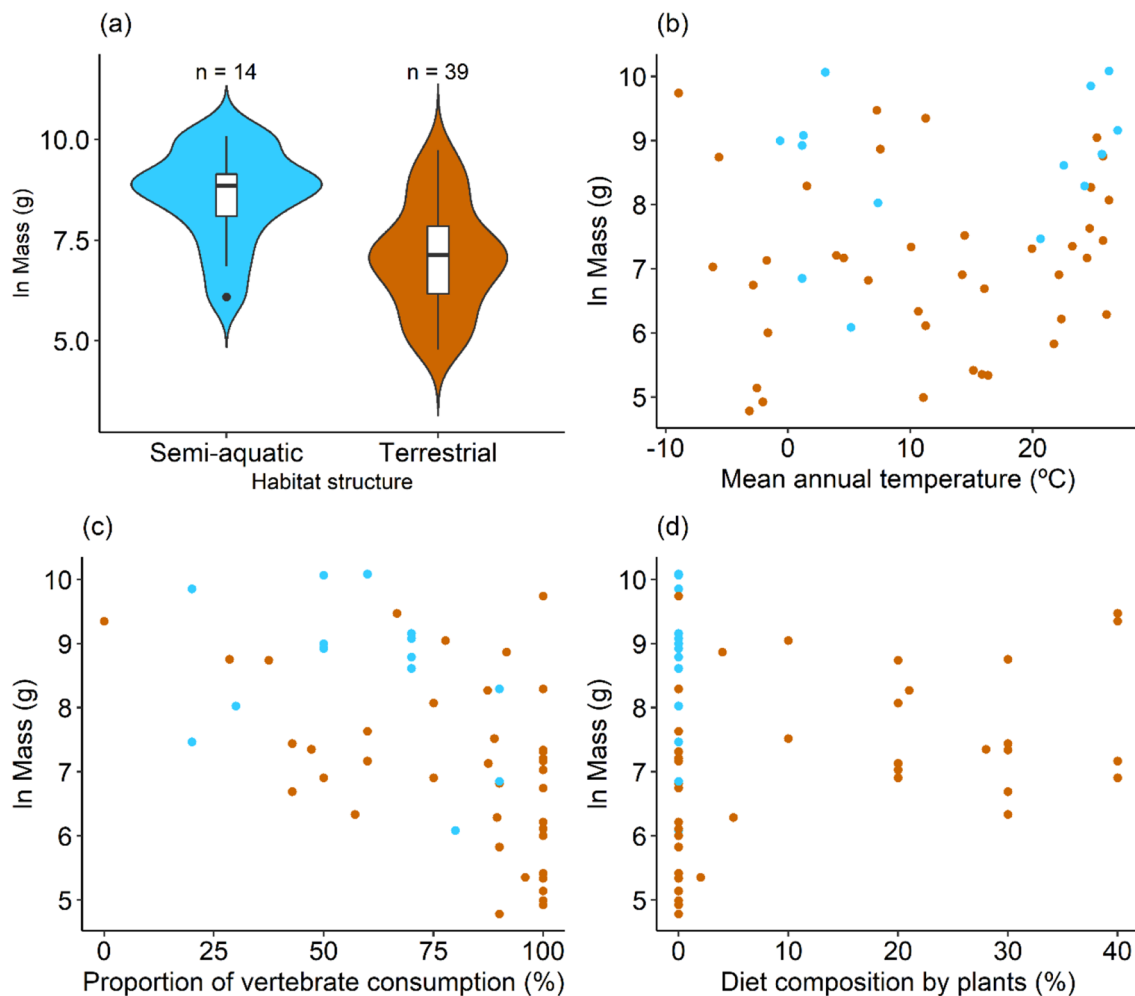 (a)
n = 14
n = 39
10.0
7.5
5.0
ln Mass (g)
Semi-aquatic
Terrestrial
Habitat structure
(b)
10
9
8
7
6
5
ln Mass (g)
-10
0
10
20
Mean annual temperature (ºC)
(c)
10
9
8
7
6
5
ln Mass (g)
0
25
50
75
100
Proportion of vertebrate consumption (%)
(d)
10
9
8
7
6
5
ln Mass (g)
0
10
20
30
40
Diet composition by plants (%)